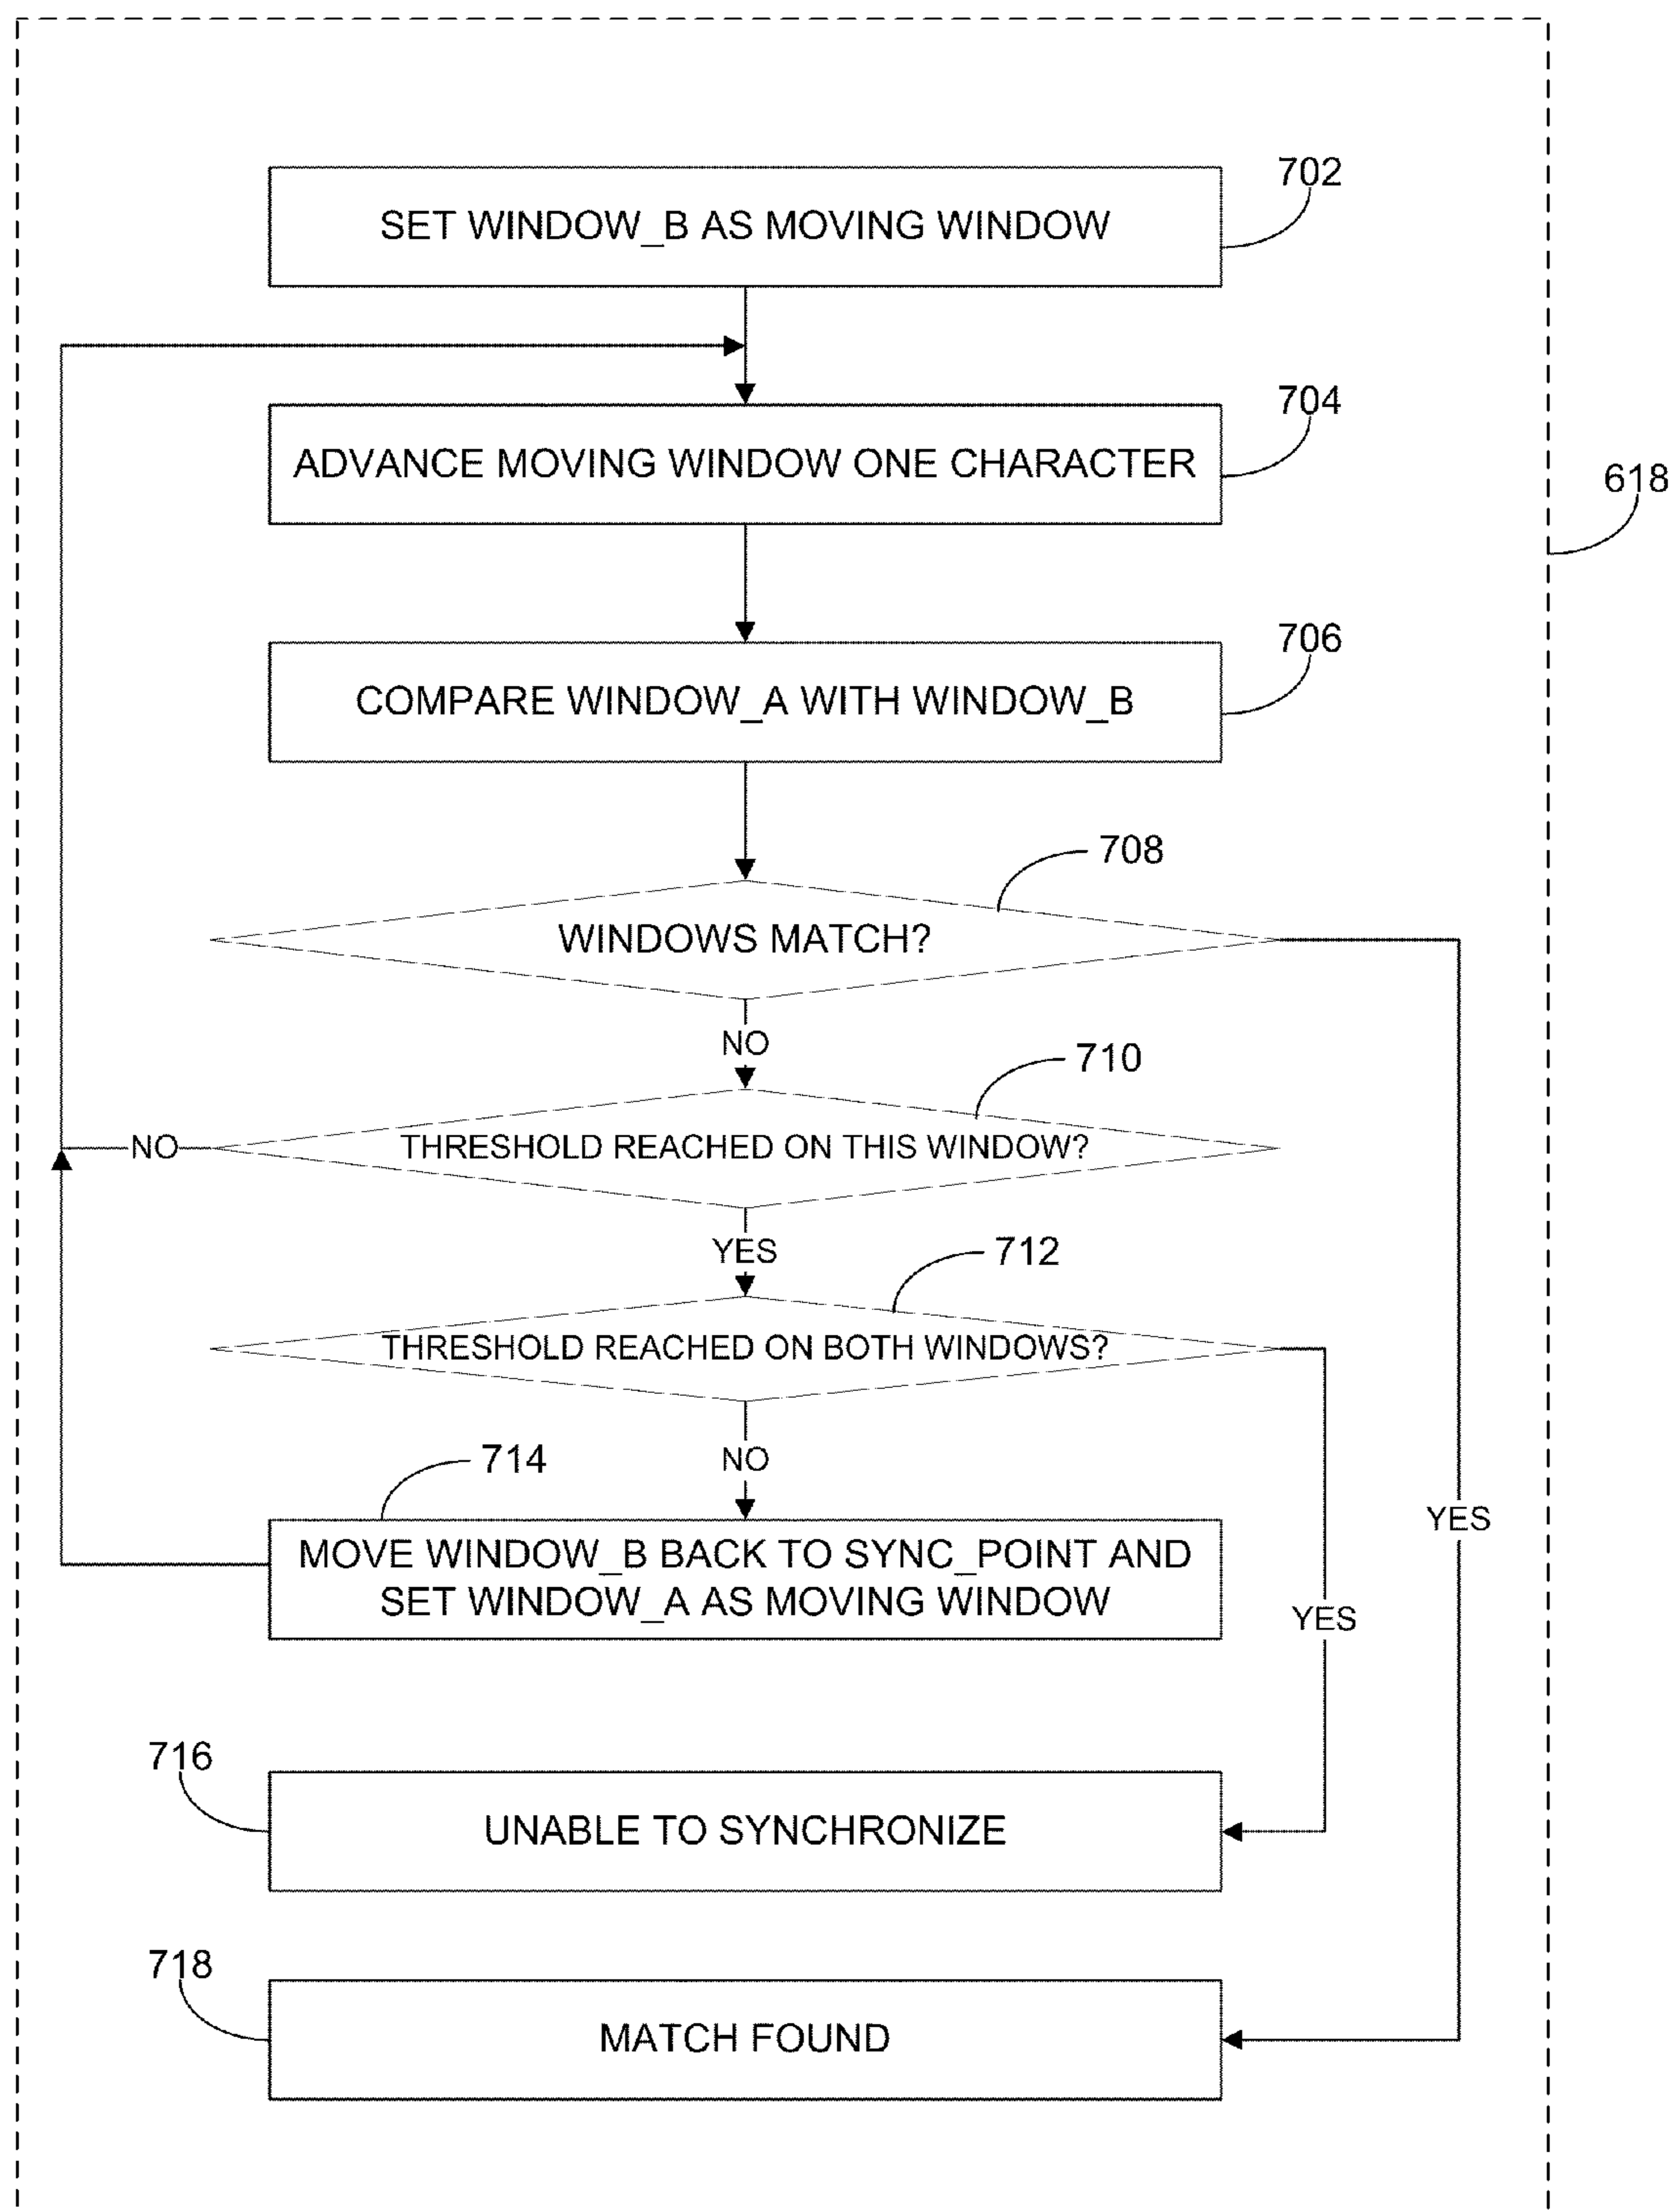 702
SET WINDOW_B AS MOVING WINDOW
704
ADVANCE MOVING WINDOW ONE CHARACTER
618
706
COMPARE WINDOW_A WITH WINDOW_B
708
WINDOWS MATCH?
NO
710
THRESHOLD REACHED ON THIS WINDOW?
NO
YES
712
THRESHOLD REACHED ON BOTH WINDOWS?
NO
714
YES
MOVE WINDOW_B BACK TO SYNC_POINT AND
SET WINDOW_A AS MOVING WINDOW
YES
716
UNABLE TO SYNCHRONIZE
718
MATCH FOUND